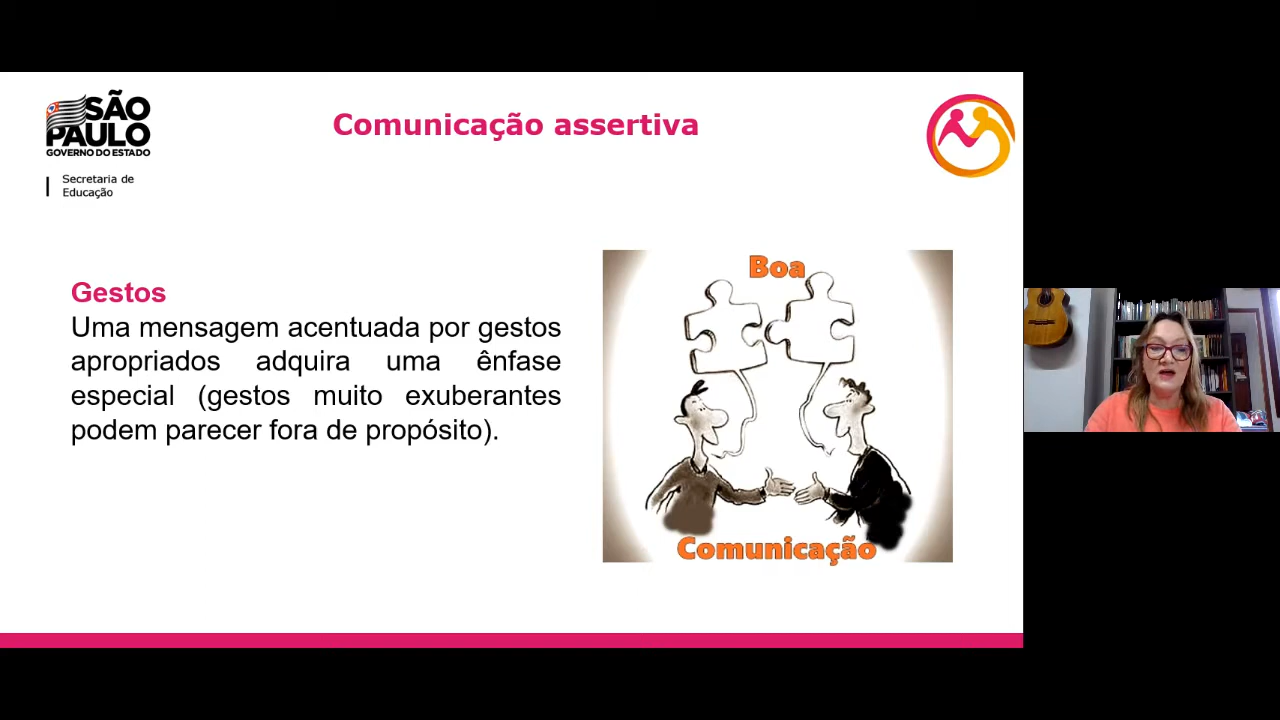 SÃO
PAULO
GOVERNO DO ESTADO
Secretaria de
Educação
Comunicação assertiva
Gestos
Uma mensagem acentuada por gestos
apropriados adquira uma ênfase
especial (gestos muito exuberantes
podem parecer fora de propósito).
Boa
Comunicação